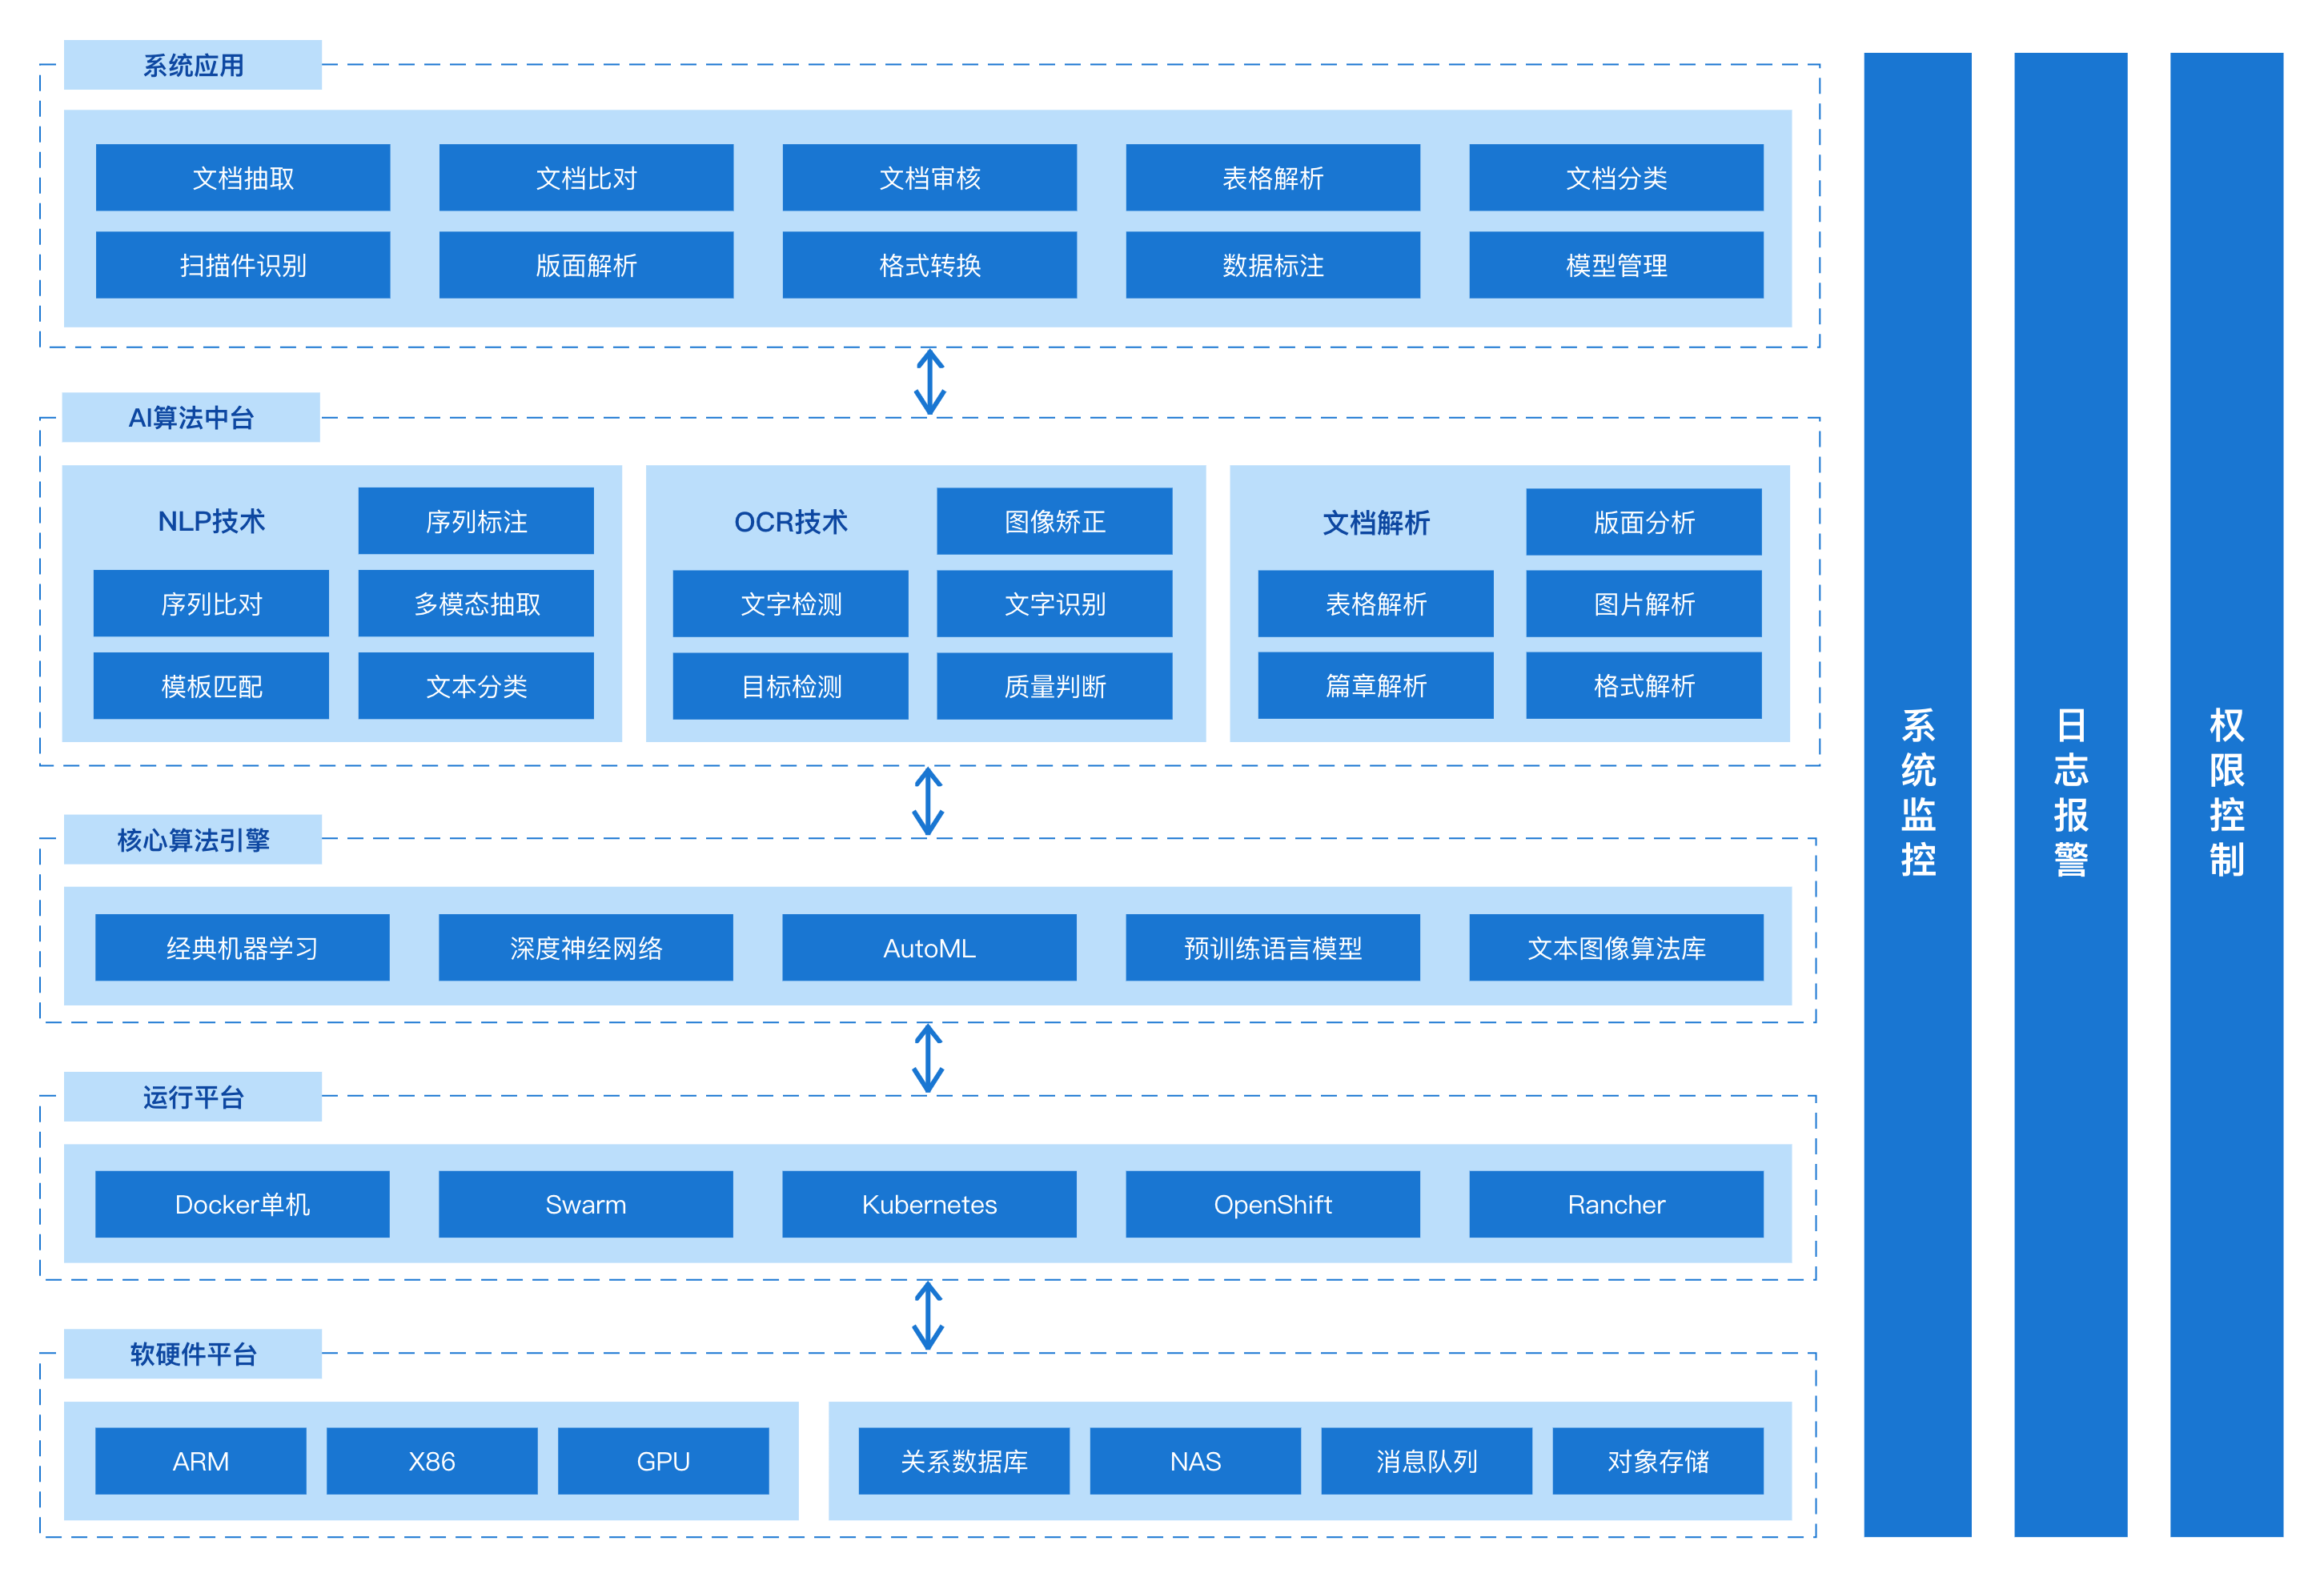 系统应用
文档抽取
文档比对
文档审核
表格解析
文档分类
扫描件识别
版面解析
格式转换
数据标注
模型管理
AI算法中台
NLP技术
序列标注
序列比对
多模态抽取
模板匹配
文本分类
OCR技术
图像矫正
文字检测
文字识别
目标检测
质量判断
文档解析
版面分析
表格解析
图片解析
篇章解析
格式解析
核心算法引擎
经典机器学习
深度神经网络
AutoML
预训练语言模型
文本图像算法库
运行平台
Docker单机
Swarm
Kubernetes
OpenShift
Rancher
软硬件平台
ARM
X86
GPU
关系数据库
NAS
消息队列
对象存储
系统监控
日志报警
权限控制